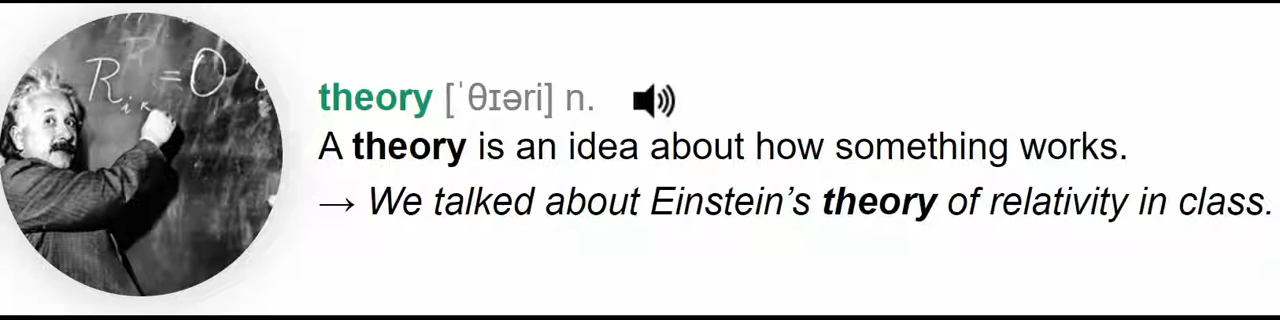 R i κ = 0
theory [ˈθɪəri] n.
A theory is an idea about how something works.
→ We talked about Einstein’s theory of relativity in class.